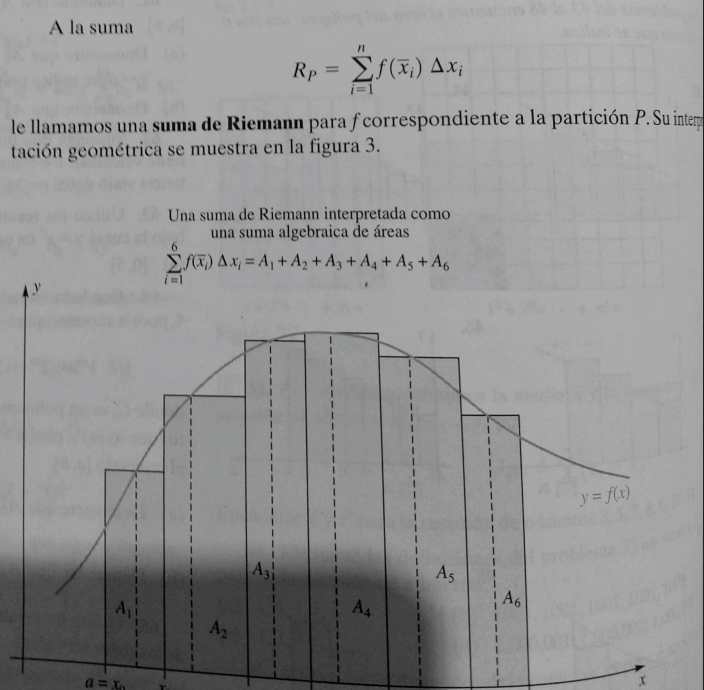 A la suma
R_P = \sum_{i=1}^{n} f(\overline{x}_i) \Delta x_i
le llamamos una suma de Riemann para f correspondiente a la partición P. Su interp
tación geométrica se muestra en la figura 3.
Una suma de Riemann interpretada como
una suma algebraica de áreas
\sum_{i=1}^{6} f(\overline{x}_i) \Delta x_i = A_1 + A_2 + A_3 + A_4 + A_5 + A_6
y
y = f(x)
A_1
A_2
A_3
A_4
A_5
A_6
a = x_0
x